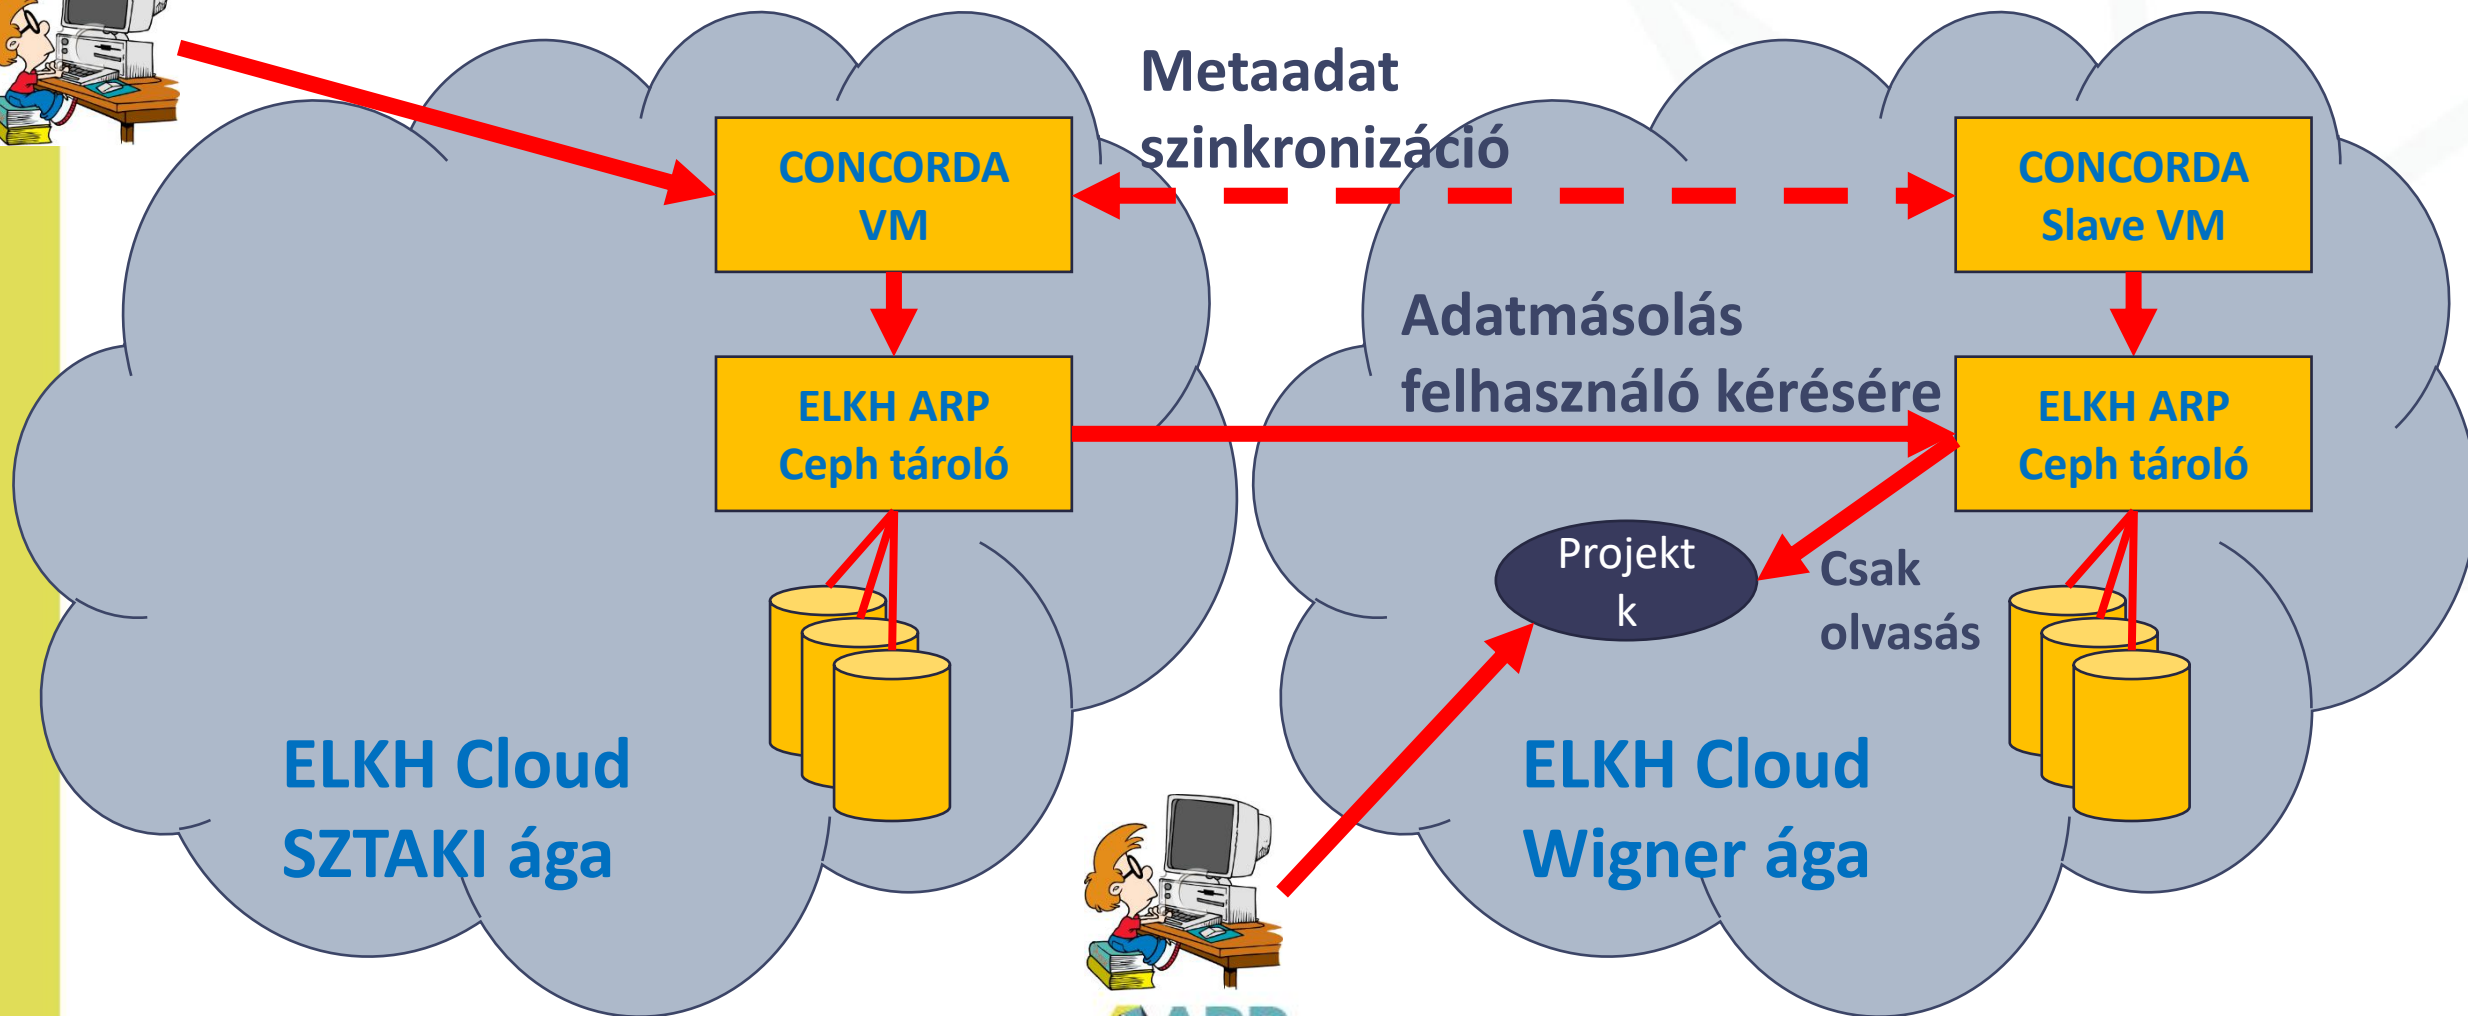 Metaadat
szinkronizáció
CONCORDA
VM
CONCORDA
Slave VM
Adatmásolás
felhasználó kérésére
ELKH ARP
Ceph tároló
ELKH ARP
Ceph tároló
Projekt
k
Csak
olvasás
ELKH Cloud
SZTAKI ága
ELKH Cloud
Wigner ága
ARP